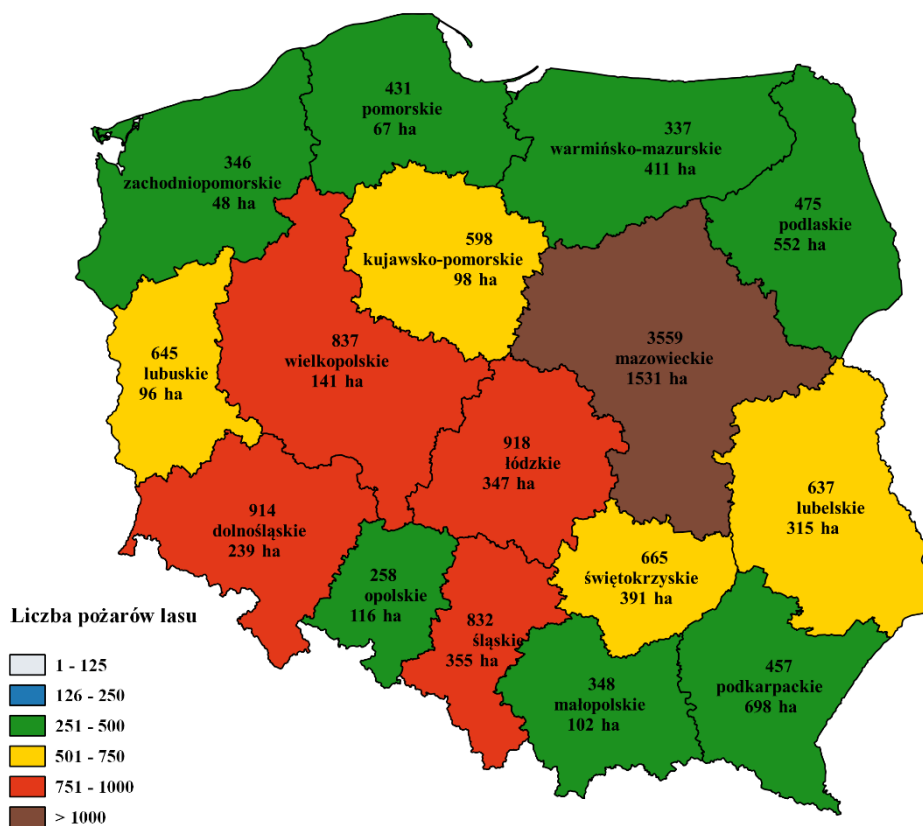 431
pomorskie
67 ha
337
warmińsko-mazurskie
411 ha
346
zachodniopomorskie
48 ha
475
podlaskie
552 ha
598
kujawsko-pomorskie
98 ha
837
wielkopolskie
141 ha
3559
mazowieckie
1531 ha
645
lubuskie
96 ha
918
łódzkie
347 ha
637
lubelskie
315 ha
914
dolnośląskie
239 ha
665
świętokrzyskie
391 ha
258
opolskie
116 ha
832
śląskie
355 ha
348
małopolskie
102 ha
457
podkarpackie
698 ha
Liczba pożarów lasu
1 - 125
126 - 250
251 - 500
501 - 750
751 - 1000
> 1000